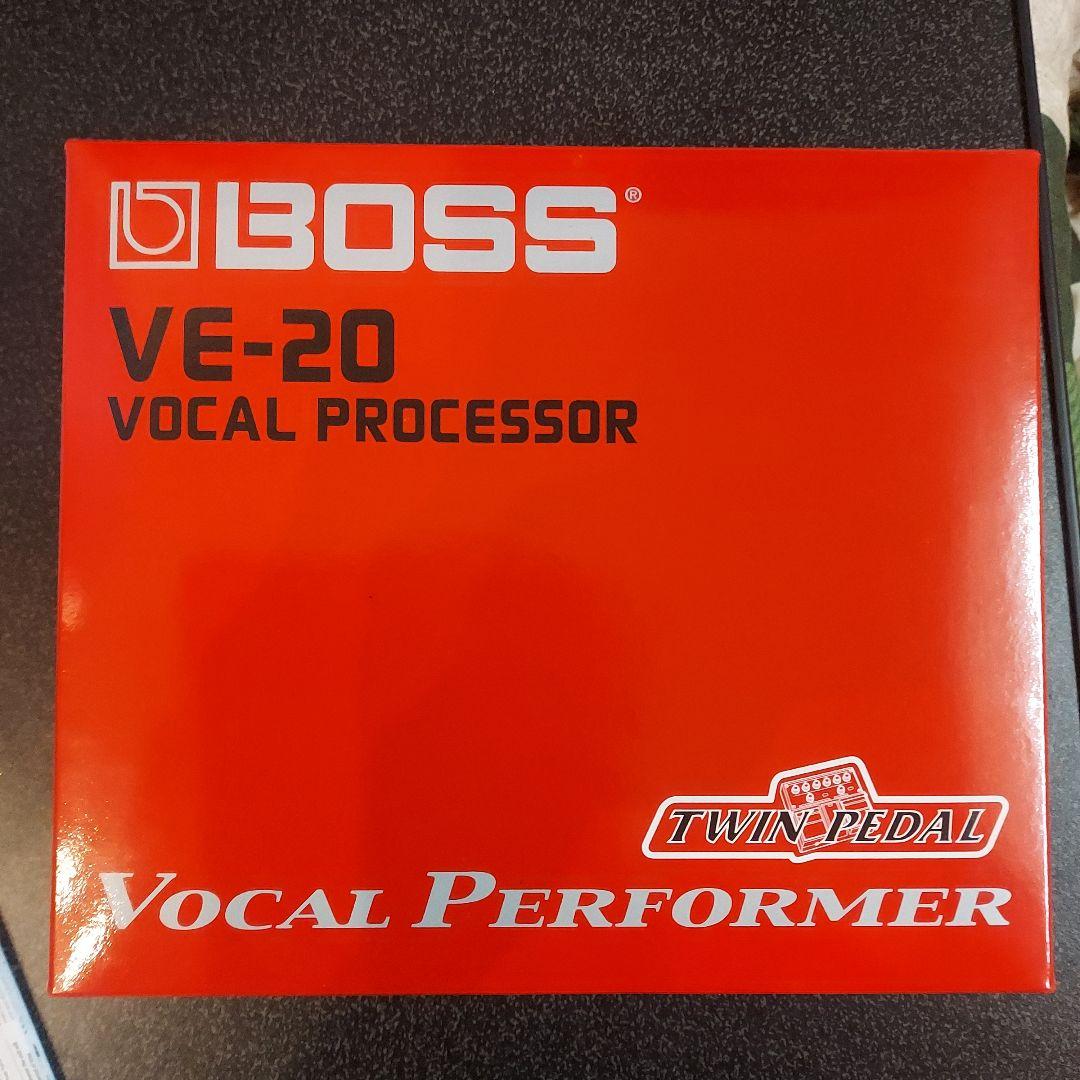 BOSS®
VE-20
VOCAL PROCESSOR
TWIN PEDAL
VOCAL PERFORMER